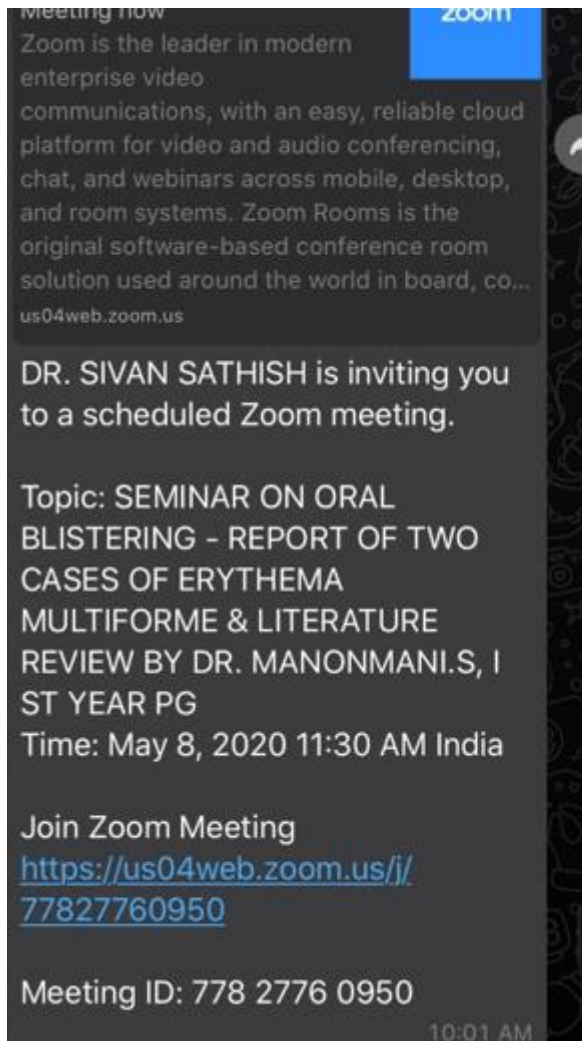 Meeting now
zoom
Zoom is the leader in modern
enterprise video
communications, with an easy, reliable cloud
platform for video and audio conferencing,
chat, and webinars across mobile, desktop,
and room systems. Zoom Rooms is the
original software-based conference room
solution used around the world in board, co...
us04web.zoom.us
DR. SIVAN SATHISH is inviting you
to a scheduled Zoom meeting.
Topic: SEMINAR ON ORAL
BLISTERING - REPORT OF TWO
CASES OF ERYTHEMA
MULTIFORME & LITERATURE
REVIEW BY DR. MANONMANI.S, I
ST YEAR PG
Time: May 8, 2020 11:30 AM India
Join Zoom Meeting
https://us04web.zoom.us/j/
77827760950
Meeting ID: 778 2776 0950
10:01 AM